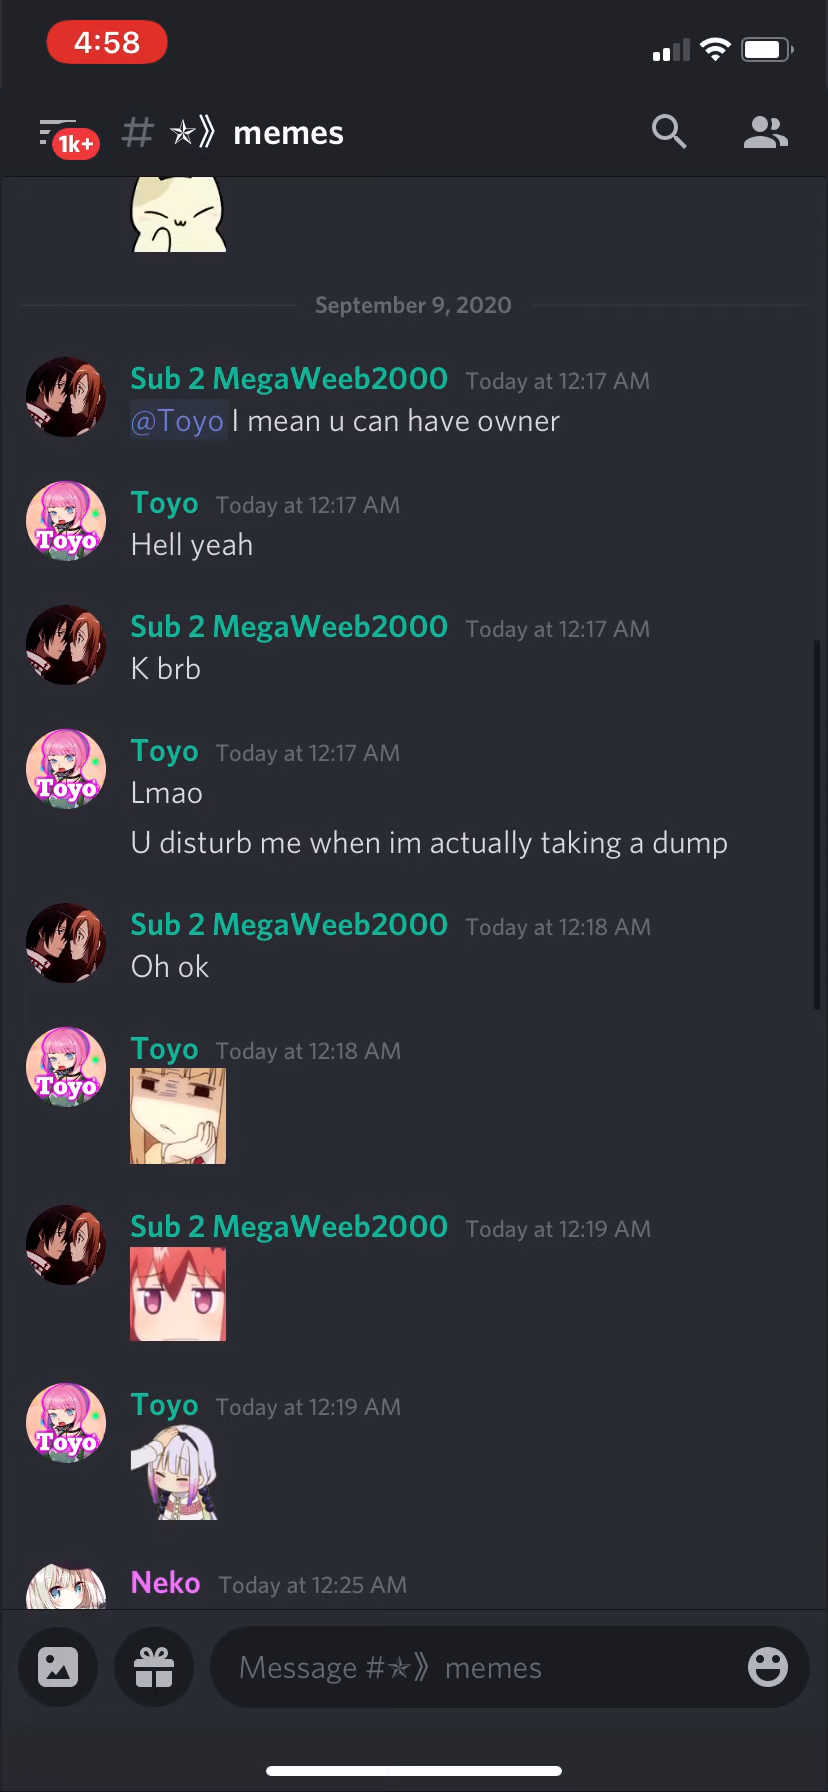 4:58
1k+
# ✯》 memes
September 9, 2020
Sub 2 MegaWeeb2000 Today at 12:17 AM
@Toyo I mean u can have owner
Toyo Today at 12:17 AM
Toyo
Hell yeah
Sub 2 MegaWeeb2000 Today at 12:17 AM
K brb
Toyo Today at 12:17 AM
Toyo
Lmao
U disturb me when im actually taking a dump
Sub 2 MegaWeeb2000 Today at 12:18 AM
Oh ok
Toyo Today at 12:18 AM
Toyo
Sub 2 MegaWeeb2000 Today at 12:19 AM
Toyo Today at 12:19 AM
Toyo
Neko Today at 12:25 AM
Message #✯》 memes